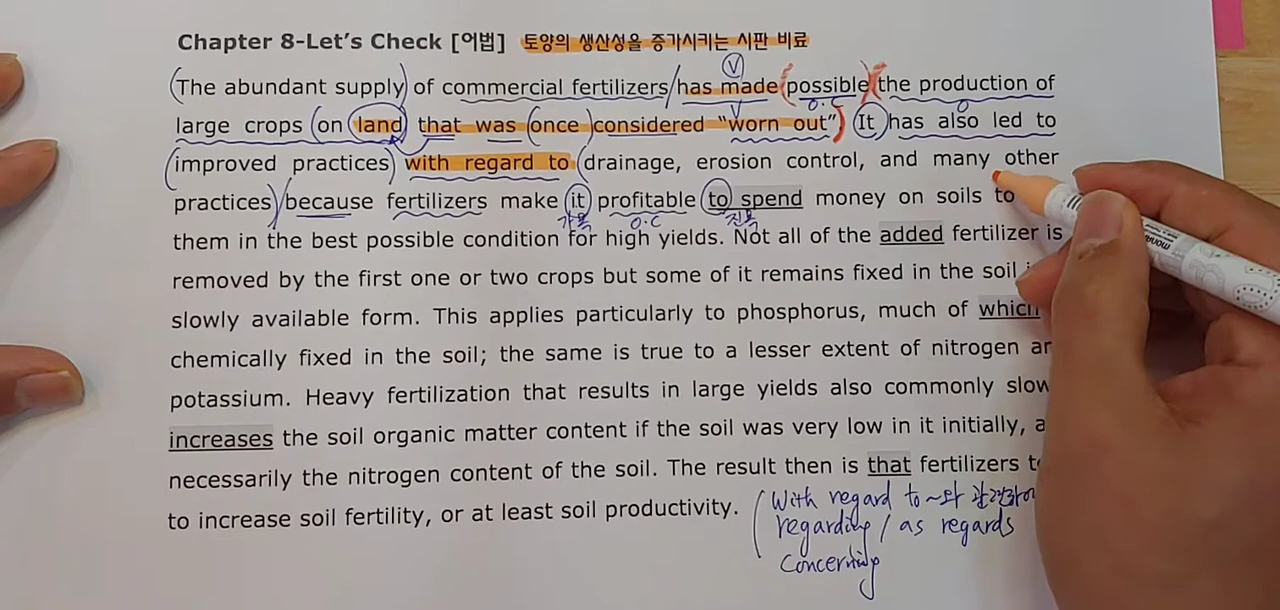 Chapter 8-Let's Check [어법] 토양의 생산성을 증가시키는 시판 비료
V
The abundant supply of commercial fertilizers has made possible the production of
O.C O
large crops on land that was once considered "worn out" It has also led to
improved practices with regard to drainage, erosion control, and many other
practices because fertilizers make it profitable to spend money on soils to
가목 O.C 진목
them in the best possible condition for high yields. Not all of the added fertilizer is
removed by the first one or two crops but some of it remains fixed in the soil
slowly available form. This applies particularly to phosphorus, much of which
chemically fixed in the soil; the same is true to a lesser extent of nitrogen
potassium. Heavy fertilization that results in large yields also commonly
increases the soil organic matter content if the soil was very low in it initially,
necessarily the nitrogen content of the soil. The result then is that fertilizers
to increase soil fertility, or at least soil productivity.
with regard to ~와
regarding / as regards
concerning